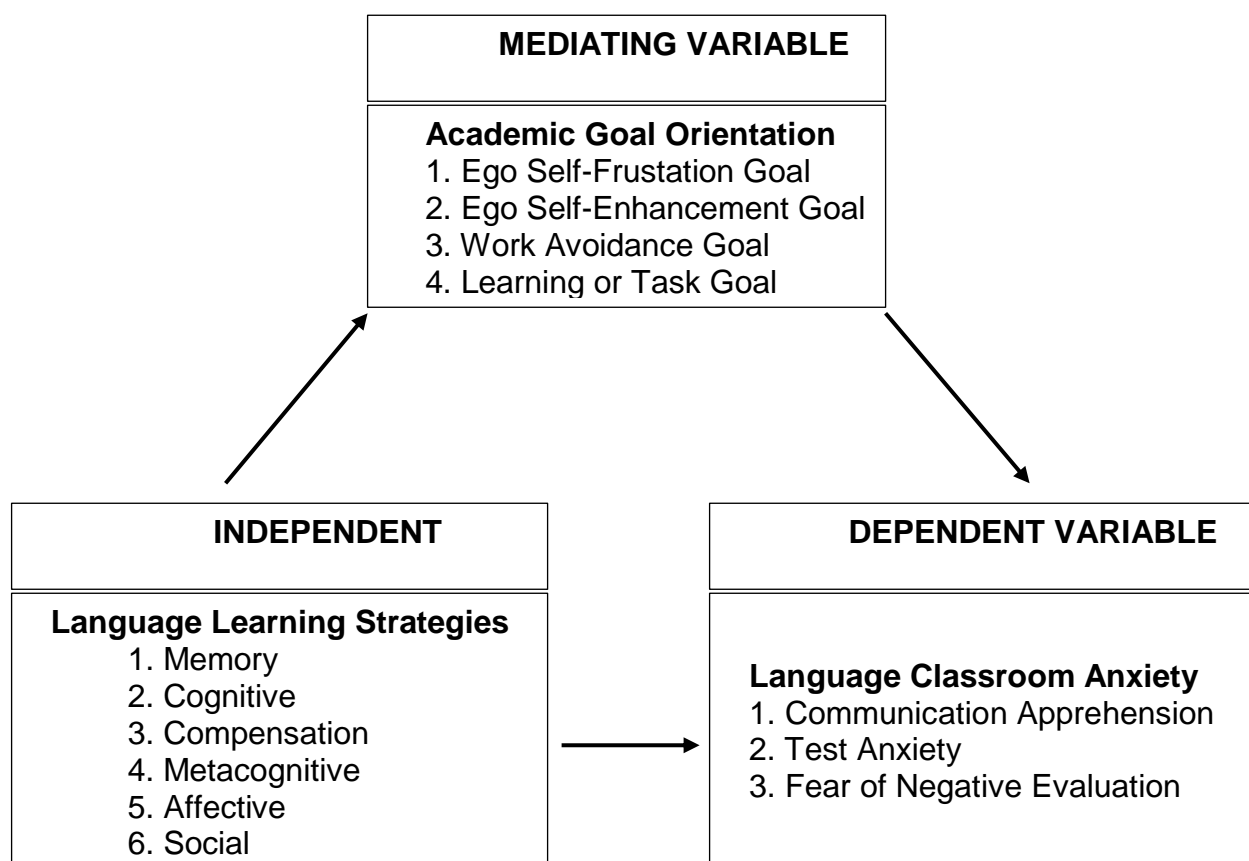 MEDIATING VARIABLE
Academic Goal Orientation
1. Ego Self-Frustation Goal
2. Ego Self-Enhancement Goal
3. Work Avoidance Goal
4. Learning or Task Goal
INDEPENDENT
Language Learning Strategies
1. Memory
2. Cognitive
3. Compensation
4. Metacognitive
5. Affective
6. Social
DEPENDENT VARIABLE
Language Classroom Anxiety
1. Communication Apprehension
2. Test Anxiety
3. Fear of Negative Evaluation